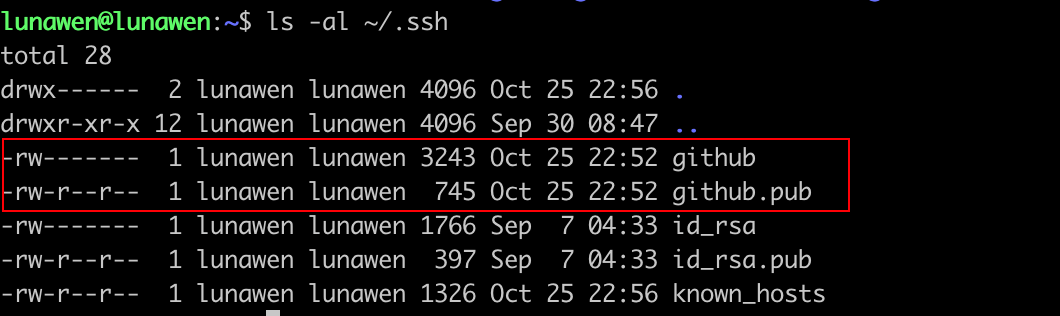 lunawen@lunawen:~$ ls -al ~/.ssh
total 28
drwx------  2 lunawen lunawen 4096 Oct 25 22:56 .
drwxr-xr-x 12 lunawen lunawen 4096 Sep 30 08:47 ..
-rw-------  1 lunawen lunawen 3243 Oct 25 22:52 github
-rw-r--r--  1 lunawen lunawen  745 Oct 25 22:52 github.pub
-rw-------  1 lunawen lunawen 1766 Sep  7 04:33 id_rsa
-rw-r--r--  1 lunawen lunawen  397 Sep  7 04:33 id_rsa.pub
-rw-r--r--  1 lunawen lunawen 1326 Oct 25 22:56 known_hosts